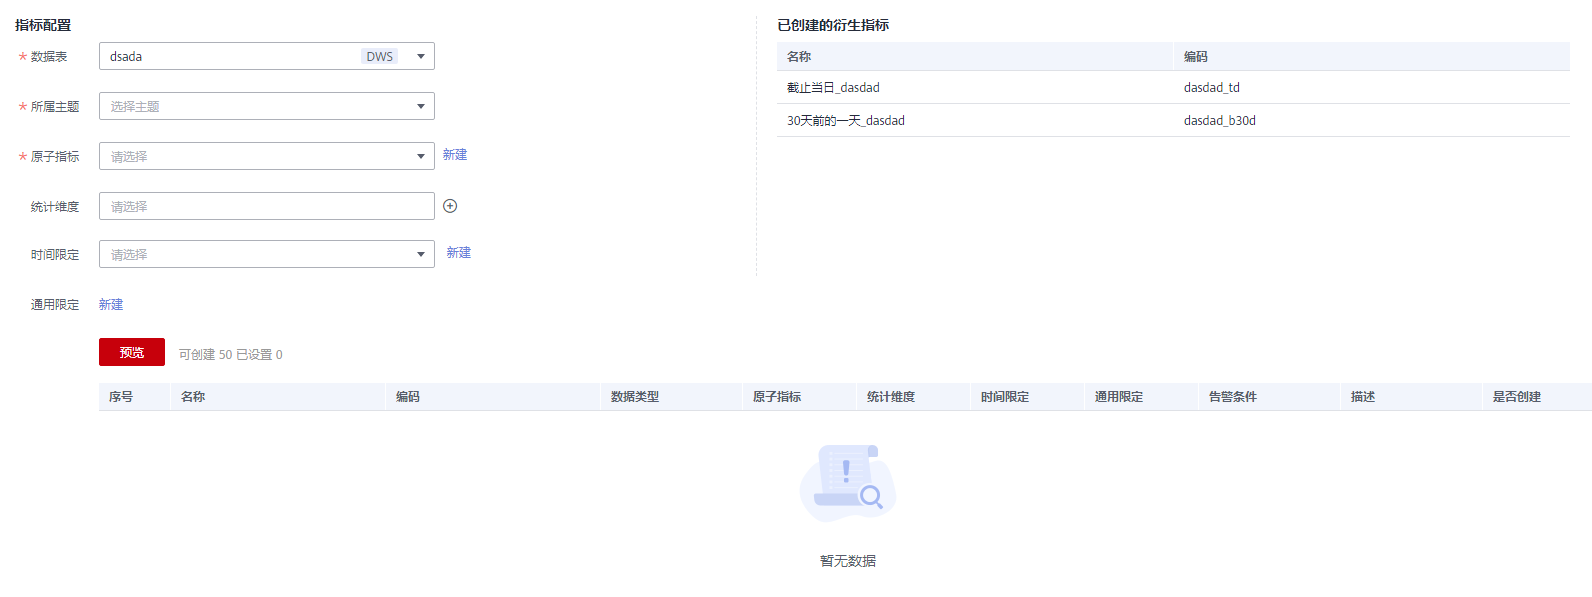 指标配置
* 数据表 dsada DWS
* 所属主题 选择主题
* 原子指标 请选择 新建
统计维度 请选择
时间限定 请选择 新建
通用限定 新建
预览 可创建 50 已设置 0
已创建的衍生指标
名称 编码
截止当日_dasdad dasdad_td
30天前的一天_dasdad dasdad_b30d
序号 名称 编码 数据类型 原子指标 统计维度 时间限定 通用限定 告警条件 描述 是否创建
暂无数据